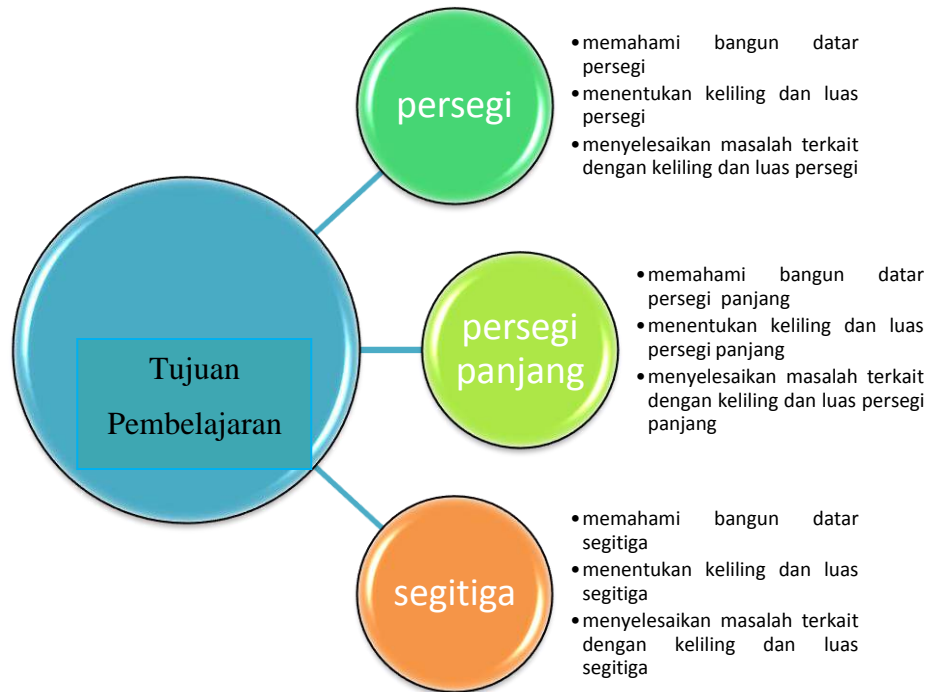 persegi
•memahami bangun datar
persegi
•menentukan keliling dan luas
persegi
•menyelesaikan masalah terkait
dengan keliling dan luas persegi
Tujuan
Pembelajaran
persegi
panjang
•memahami bangun datar
persegi panjang
•menentukan keliling dan luas
persegi panjang
•menyelesaikan masalah terkait
dengan keliling dan luas persegi
panjang
segitiga
•memahami bangun datar
segitiga
•menentukan keliling dan luas
segitiga
•menyelesaikan masalah terkait
dengan keliling dan luas
segitiga